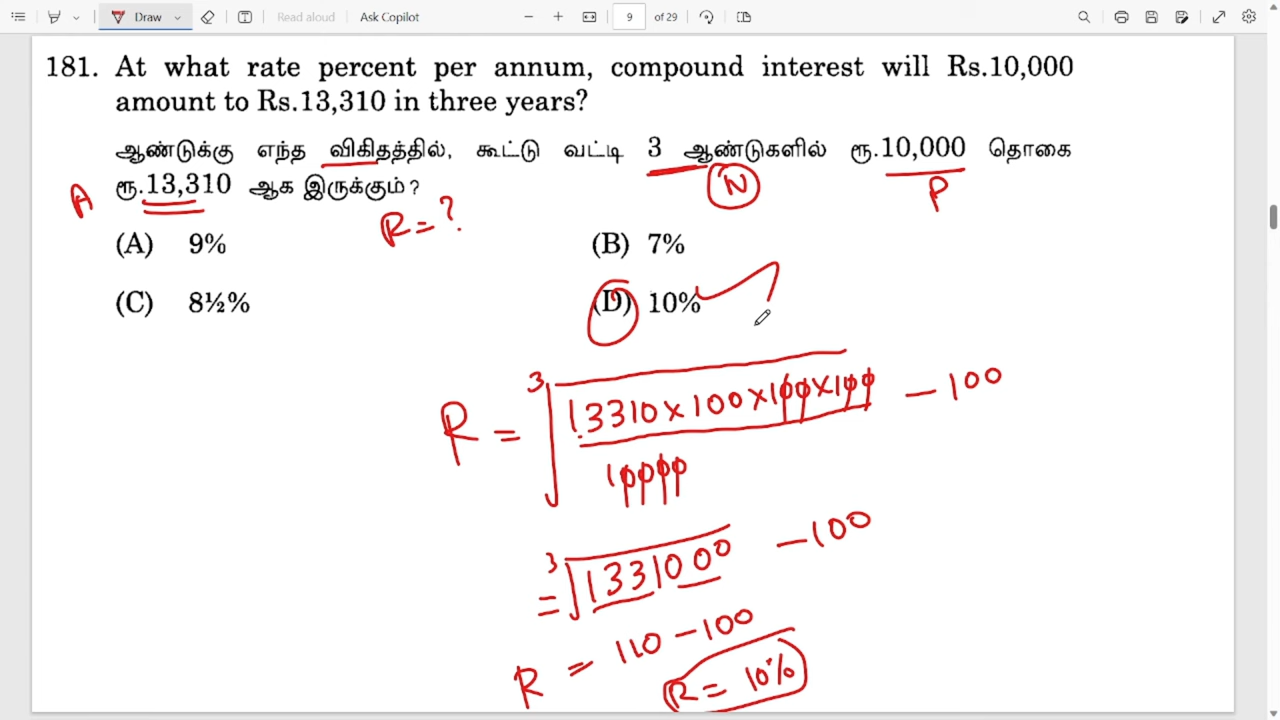 Draw
Read aloud
Ask Copilot
9 of 29
181. At what rate percent per annum, compound interest will Rs.10,000
amount to Rs.13,310 in three years?
ஆண்டுக்கு எந்த விகிதத்தில், கூட்டு வட்டி 3 ஆண்டுகளில் ரூ.10,000 தொகை
ரூ.13,310 ஆக இருக்கும்?
A
N
P
R = ?
(A) 9%
(B) 7%
(C) 8½%
(D) 10%
R = ³√13310 x 100 x 100 x 100 – 100
10000
= ³√1331000 – 100
R = 110 – 100
R = 10%